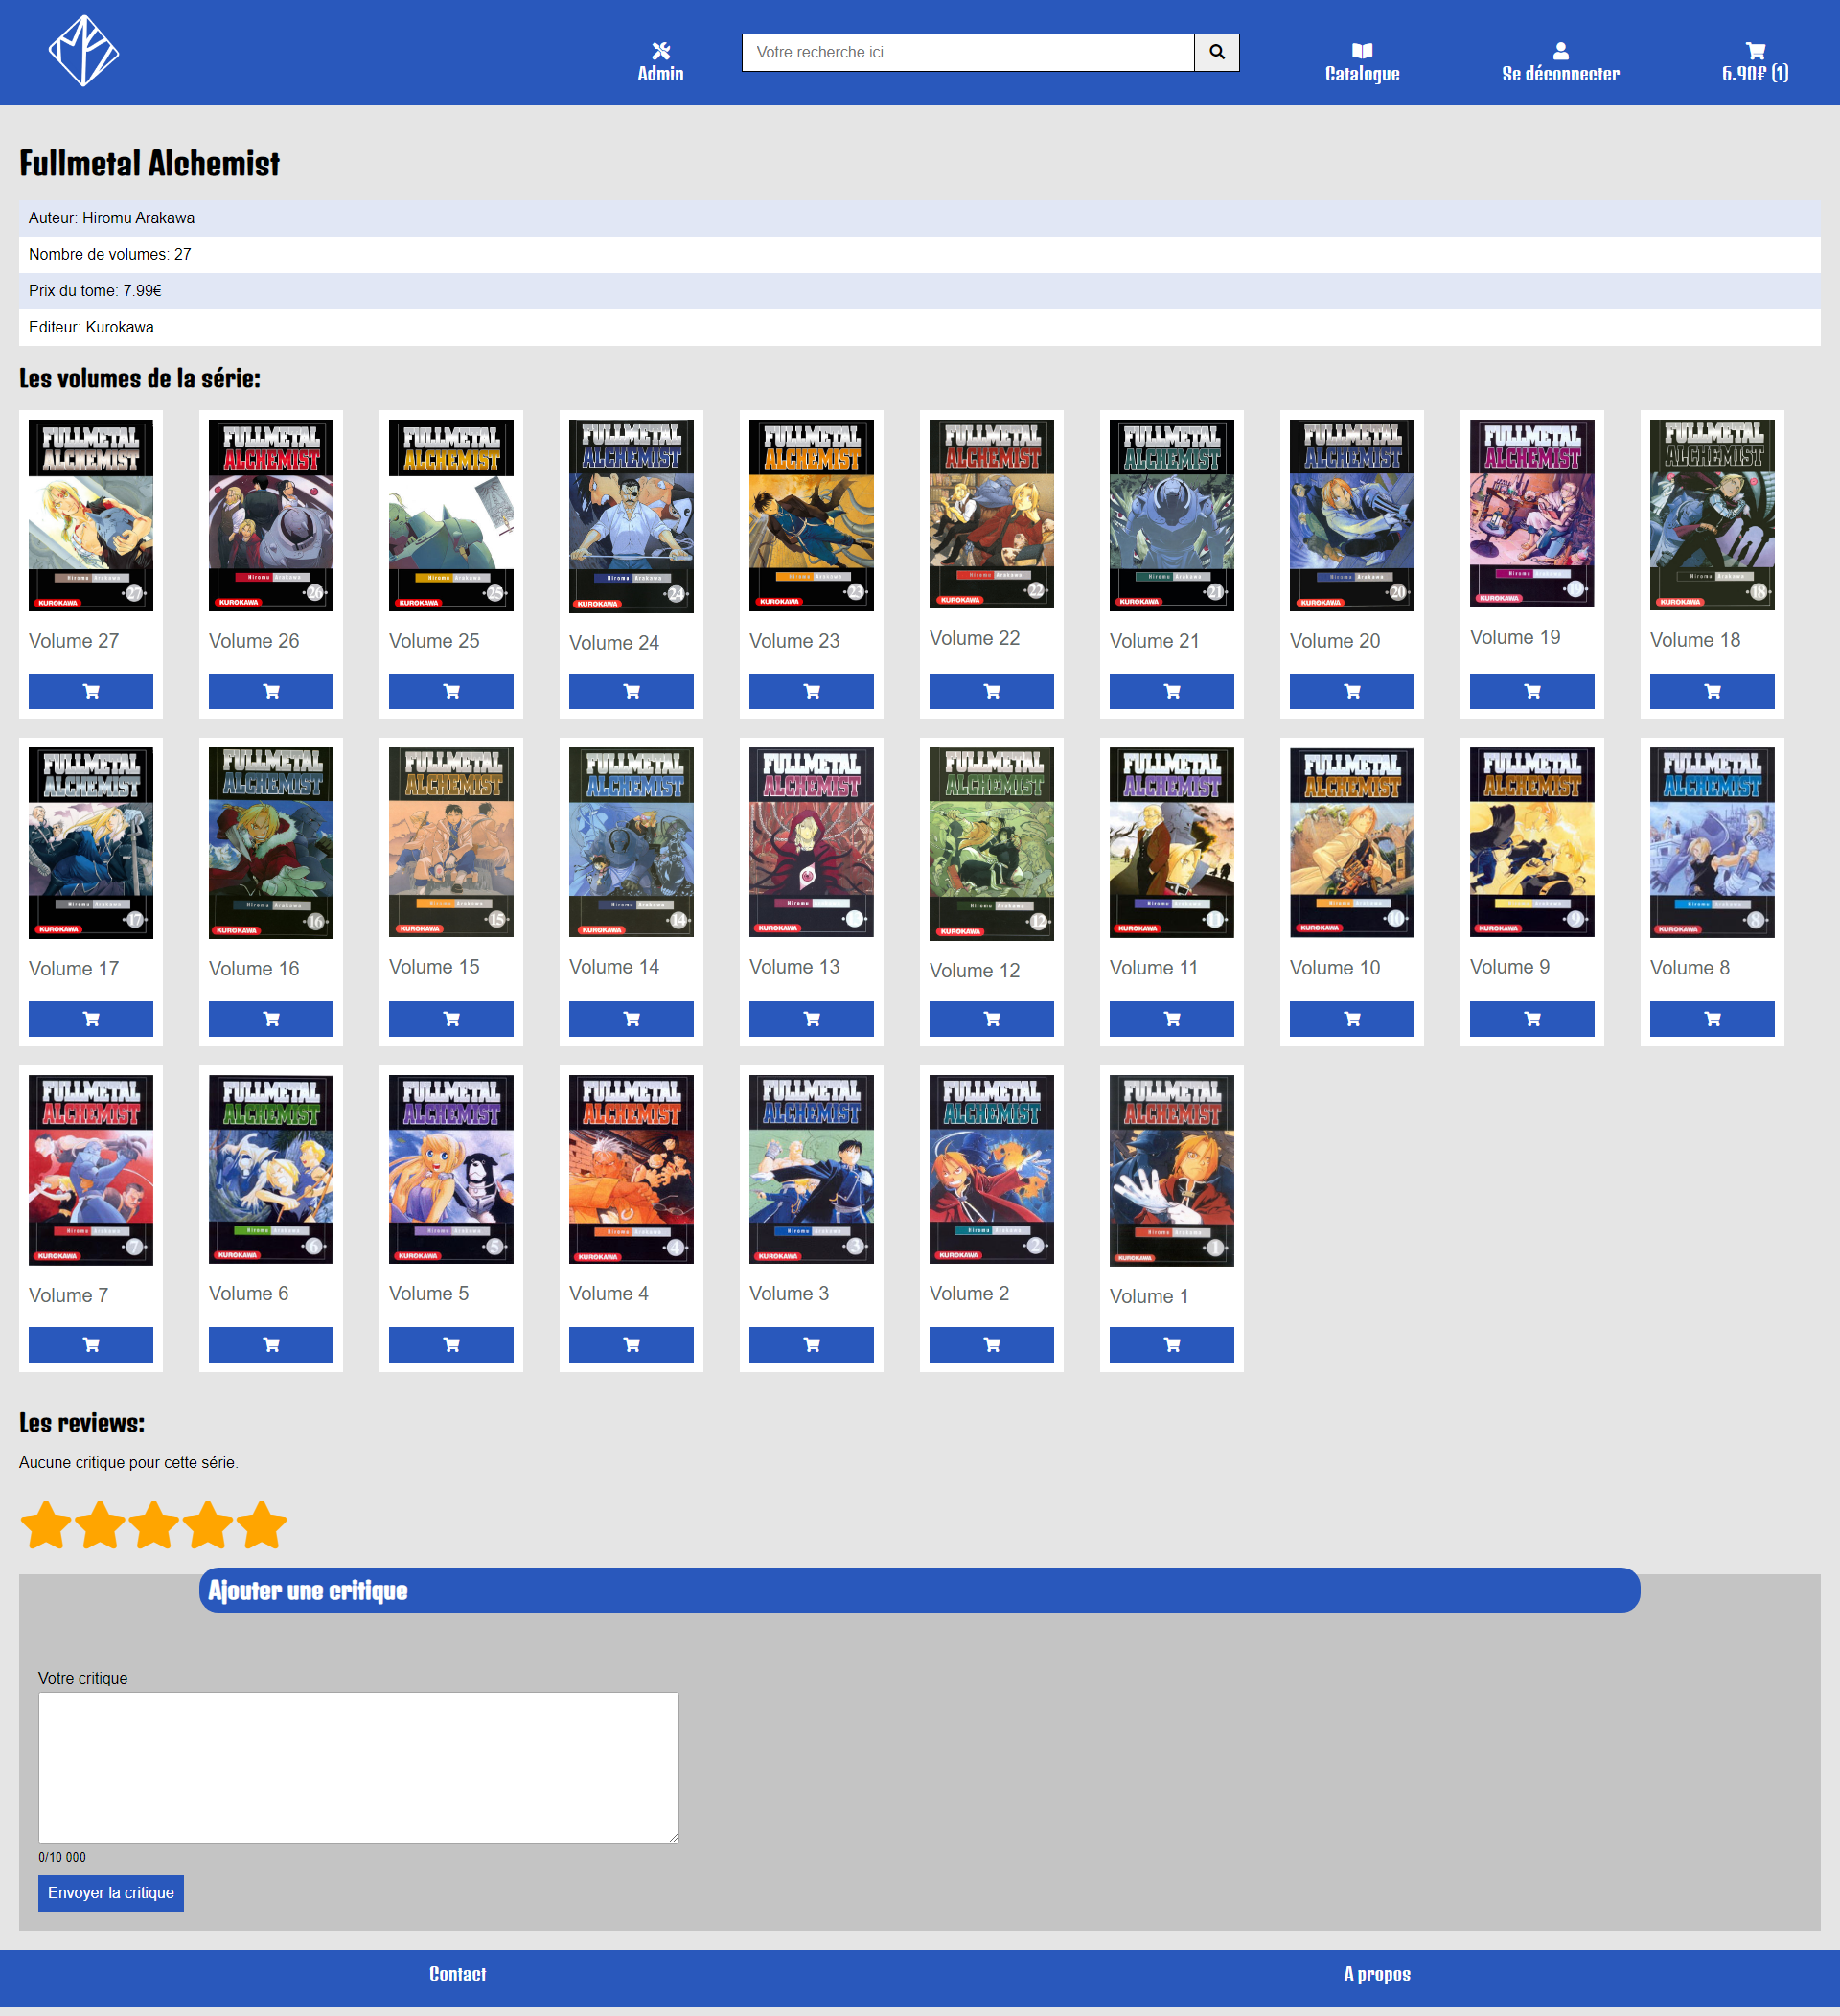 Admin
Votre recherche ici...
Catalogue
Se déconnecter
6.90€ (1)
Fullmetal Alchemist
Auteur: Hiromu Arakawa
Nombre de volumes: 27
Prix du tome: 7.99€
Editeur: Kurokawa
Les volumes de la série:
Volume 27
Volume 26
Volume 25
Volume 24
Volume 23
Volume 22
Volume 21
Volume 20
Volume 19
Volume 18
Volume 17
Volume 16
Volume 15
Volume 14
Volume 13
Volume 12
Volume 11
Volume 10
Volume 9
Volume 8
Volume 7
Volume 6
Volume 5
Volume 4
Volume 3
Volume 2
Volume 1
Les reviews:
Aucune critique pour cette série.
Ajouter une critique
Votre critique
0/10 000
Envoyer la critique
Contact
A propos